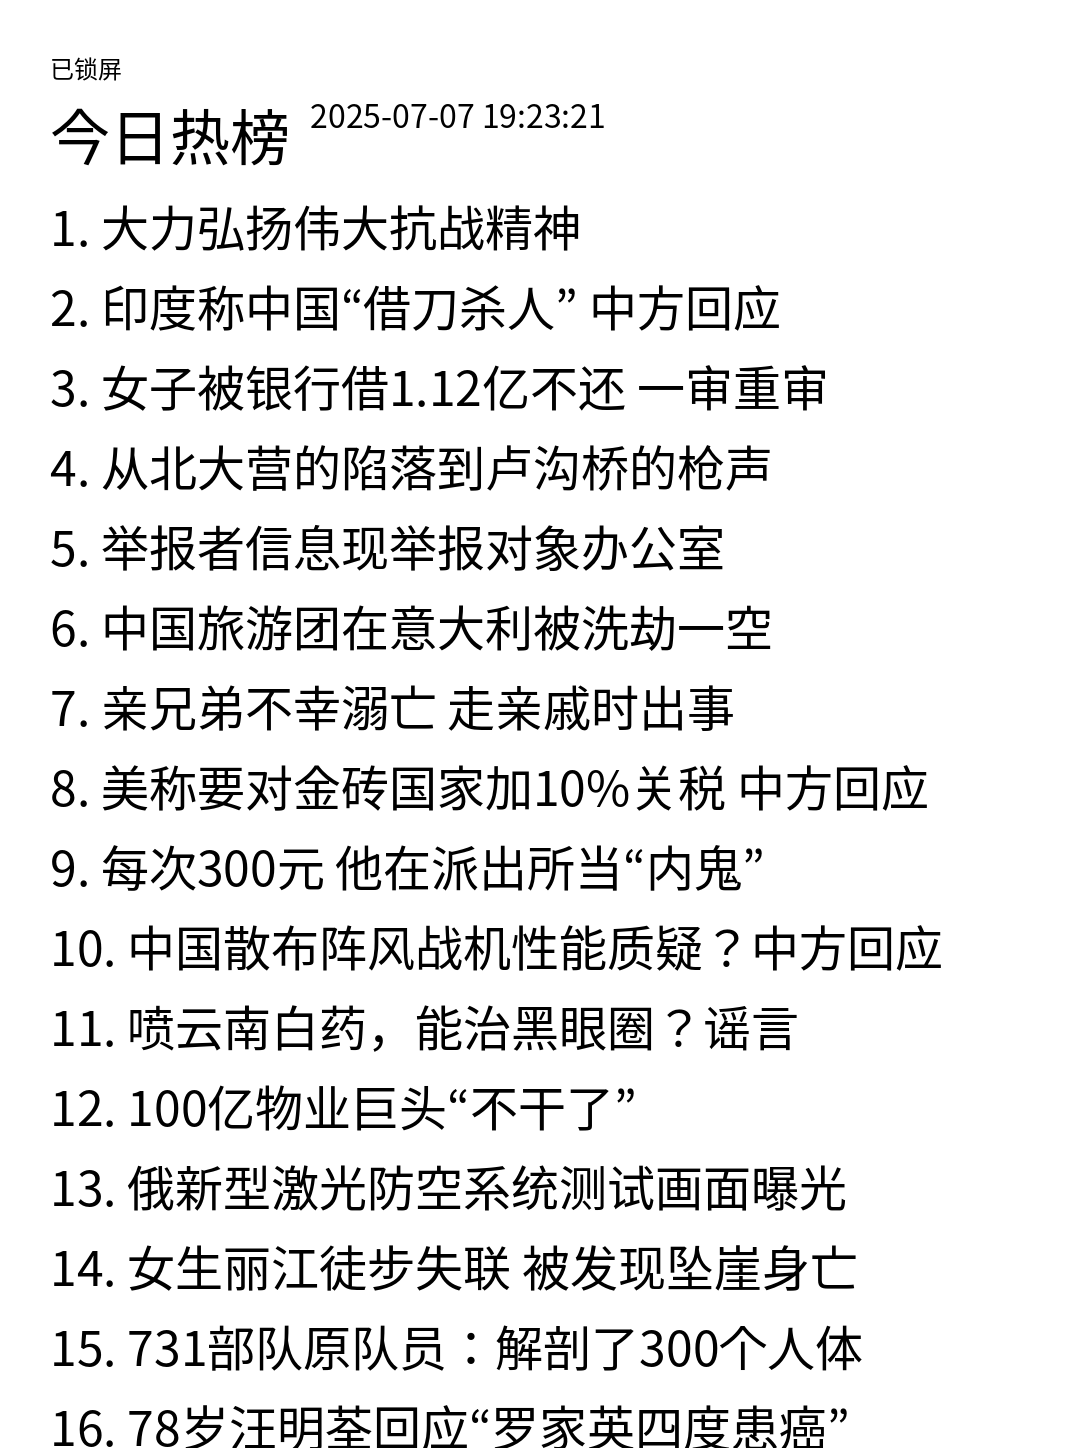 已锁屏
今日热榜 2025-07-07 19:23:21
1. 大力弘扬伟大抗战精神
2. 印度称中国“借刀杀人” 中方回应
3. 女子被银行借1.12亿不还 一审重审
4. 从北大营的陷落到卢沟桥的枪声
5. 举报者信息现举报对象办公室
6. 中国旅游团在意大利被洗劫一空
7. 亲兄弟不幸溺亡 走亲戚时出事
8. 美称要对金砖国家加10%关税 中方回应
9. 每次300元 他在派出所当“内鬼”
10. 中国散布阵风战机性能质疑？中方回应
11. 喷云南白药，能治黑眼圈？谣言
12. 100亿物业巨头“不干了”
13. 俄新型激光防空系统测试画面曝光
14. 女生丽江徒步失联 被发现坠崖身亡
15. 731部队原队员：解剖了300个人体
16. 78岁汪明荃回应“罗家英四度患癌”